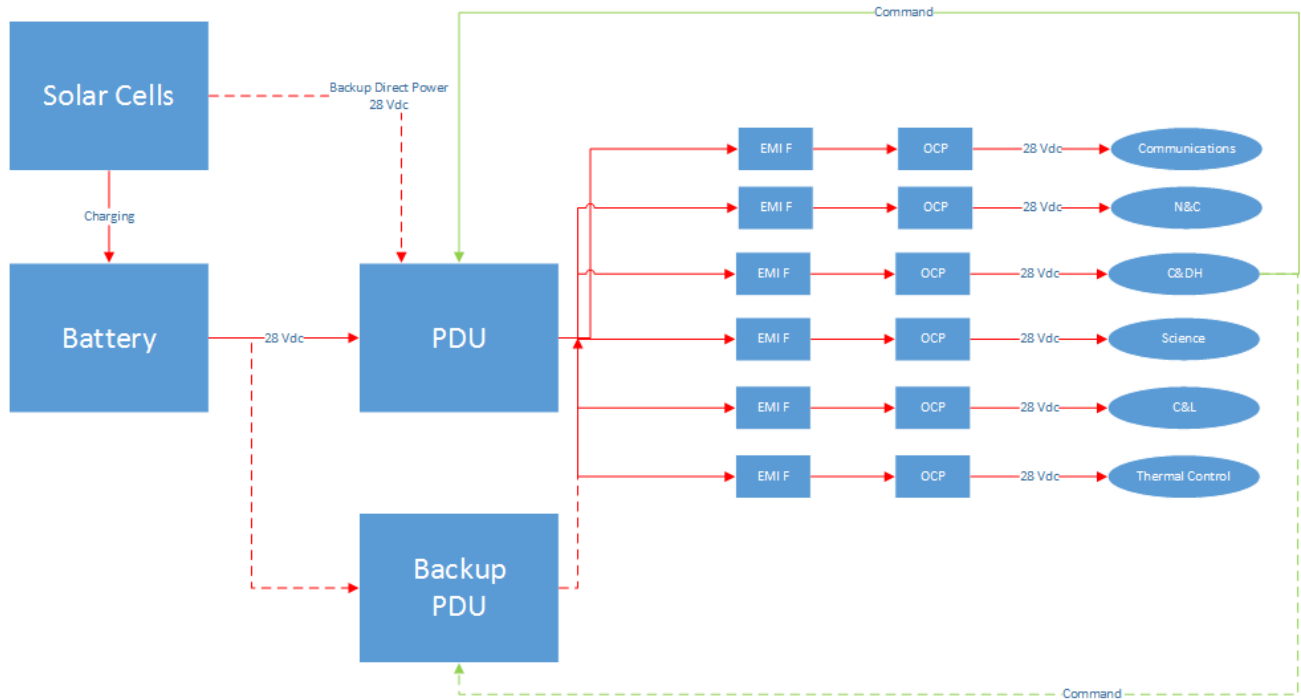 Command
Solar Cells
Backup Direct Power
28 Vdc
EMI F
OCP
28 Vdc
Communications
EMI F
OCP
28 Vdc
N&C
Charging
EMI F
OCP
28 Vdc
C&DH
Battery
28 Vdc
PDU
EMI F
OCP
28 Vdc
Science
EMI F
OCP
28 Vdc
C&L
EMI F
OCP
28 Vdc
Thermal Control
Backup
PDU
Command